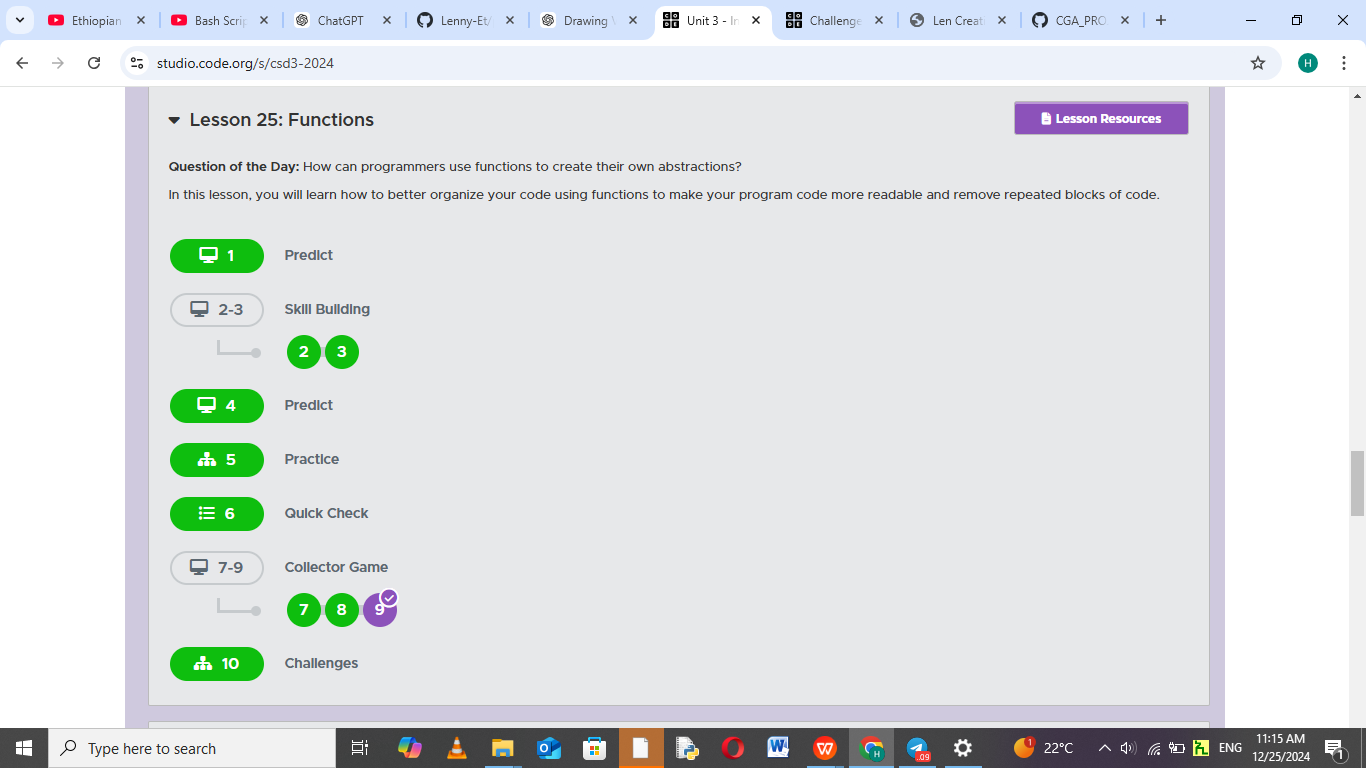 Ethiopian
Bash Scrip
ChatGPT
Lenny-Et/
Drawing
Unit 3 - In
Challenge
Len Creat
CGA_PRO
studio.code.org/s/csd3-2024
H
Lesson 25: Functions
Lesson Resources
Question of the Day: How can programmers use functions to create their own abstractions?
In this lesson, you will learn how to better organize your code using functions to make your program code more readable and remove repeated blocks of code.
1 Predict
2-3 Skill Building
2 3
4 Predict
5 Practice
6 Quick Check
7-9 Collector Game
7 8 9
10 Challenges
Type here to search
.09
1
22°C
ENG
11:15 AM
12/25/2024
1